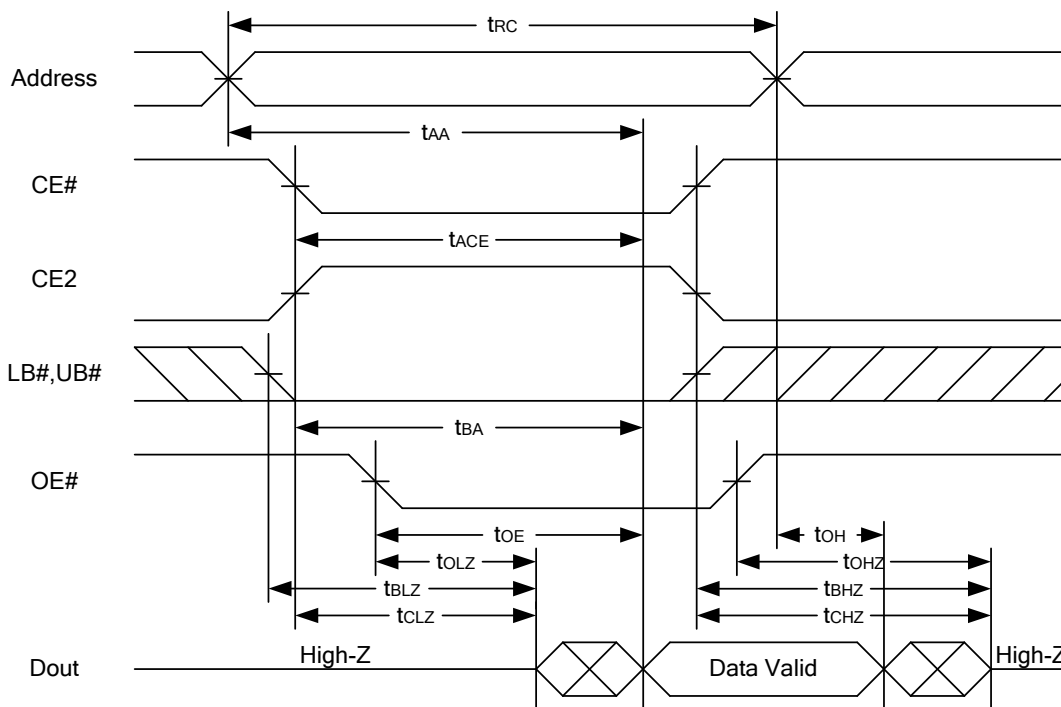 tRC
Address
tAA
CE#
tACE
CE2
LB#,UB#
tBA
OE#
tOE
tOH
tOLZ
tOHZ
tBLZ
tBHZ
tCLZ
tCHZ
High-Z
Data Valid
High-Z
Dout